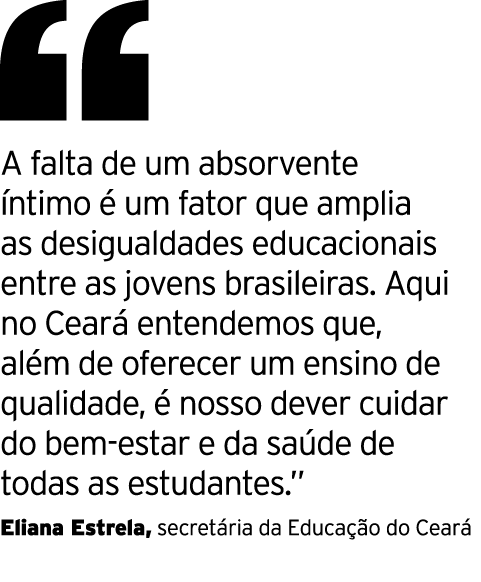 “
A falta de um absorvente
íntimo é um fator que amplia
as desigualdades educacionais
entre as jovens brasileiras. Aqui
no Ceará entendemos que,
além de oferecer um ensino de
qualidade, é nosso dever cuidar
do bem-estar e da saúde de
todas as estudantes.”
Eliana Estrela, secretária da Educação do Ceará